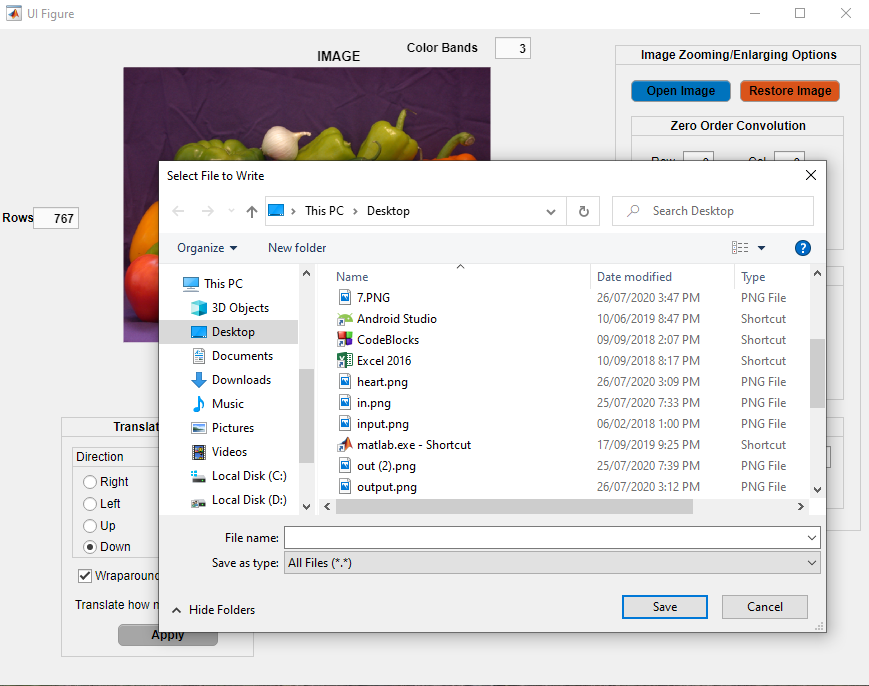 UI Figure
IMAGE
Color Bands 3
Image Zooming/Enlarging Options
Open Image Restore Image
Zero Order Convolution
Rows 767
Select File to Write
This PC Desktop
Search Desktop
Organize New folder
This PC
3D Objects
Desktop
Documents
Downloads
Music
Pictures
Videos
Local Disk (C:)
Local Disk (D:)
Name Date modified Type
7.PNG 26/07/2020 3:47 PM PNG File
Android Studio 10/06/2019 8:47 PM Shortcut
CodeBlocks 09/09/2018 2:07 PM Shortcut
Excel 2016 10/09/2018 8:17 PM Shortcut
heart.png 26/07/2020 3:09 PM PNG File
in.png 25/07/2020 7:33 PM PNG File
input.png 06/02/2018 1:00 PM PNG File
matlab.exe - Shortcut 17/09/2019 9:25 PM Shortcut
out (2).png 25/07/2020 7:39 PM PNG File
output.png 26/07/2020 3:12 PM PNG File
File name:
Save as type: All Files (*.*)
Hide Folders
Save Cancel
Direction
Right
Left
Up
Down
Wraparound
Translate how
Apply